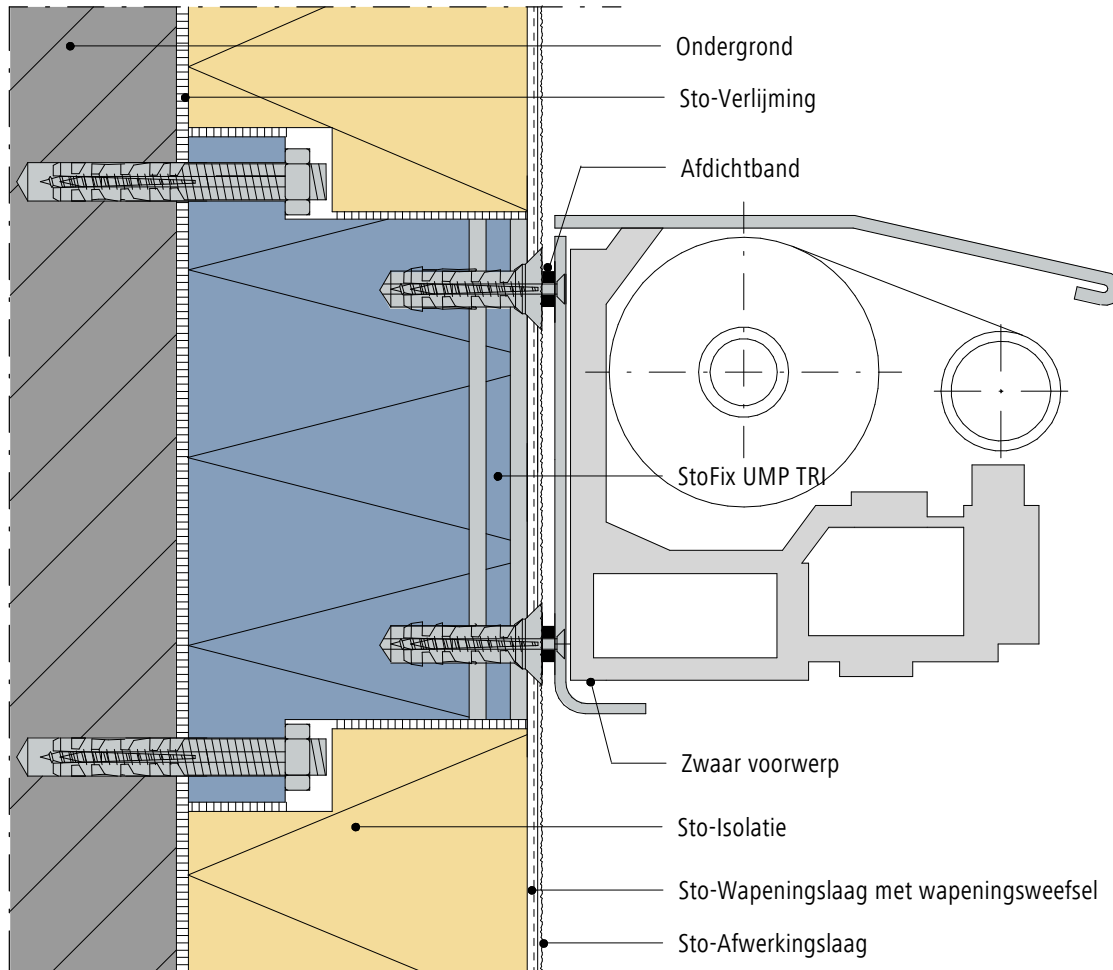 Ondergrond
Sto-Verlijming
Afdichtband
StoFix UMP TRI
Zwaar voorwerp
Sto-Isolatie
Sto-Wapeningslaag met wapeningsweefsel
Sto-Afwerkingslaag